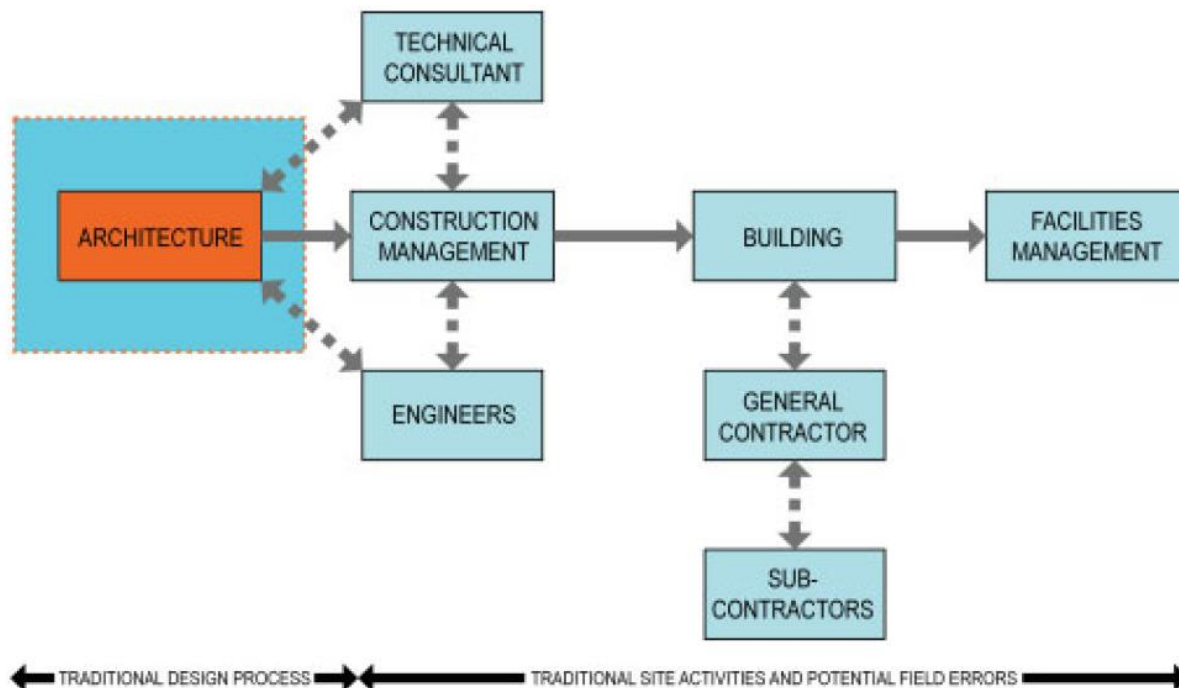 TECHNICAL
CONSULTANT
ARCHITECTURE
CONSTRUCTION
MANAGEMENT
BUILDING
FACILITIES
MANAGEMENT
ENGINEERS
GENERAL
CONTRACTOR
SUB-
CONTRACTORS
TRADITIONAL DESIGN PROCESS
TRADITIONAL SITE ACTIVITIES AND POTENTIAL FIELD ERRORS